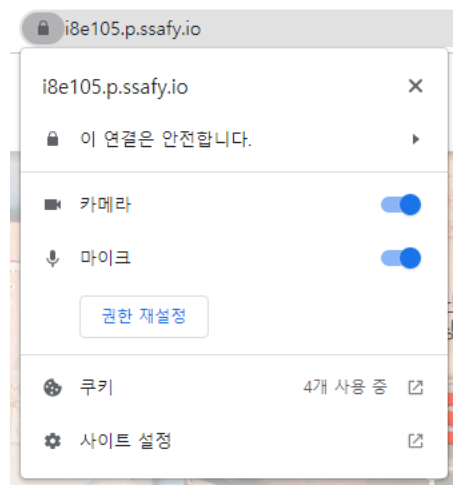 i8e105.p.ssafy.io
i8e105.p.ssafy.io
이 연결은 안전합니다.
카메라
마이크
권한 재설정
쿠키 4개 사용 중
사이트 설정